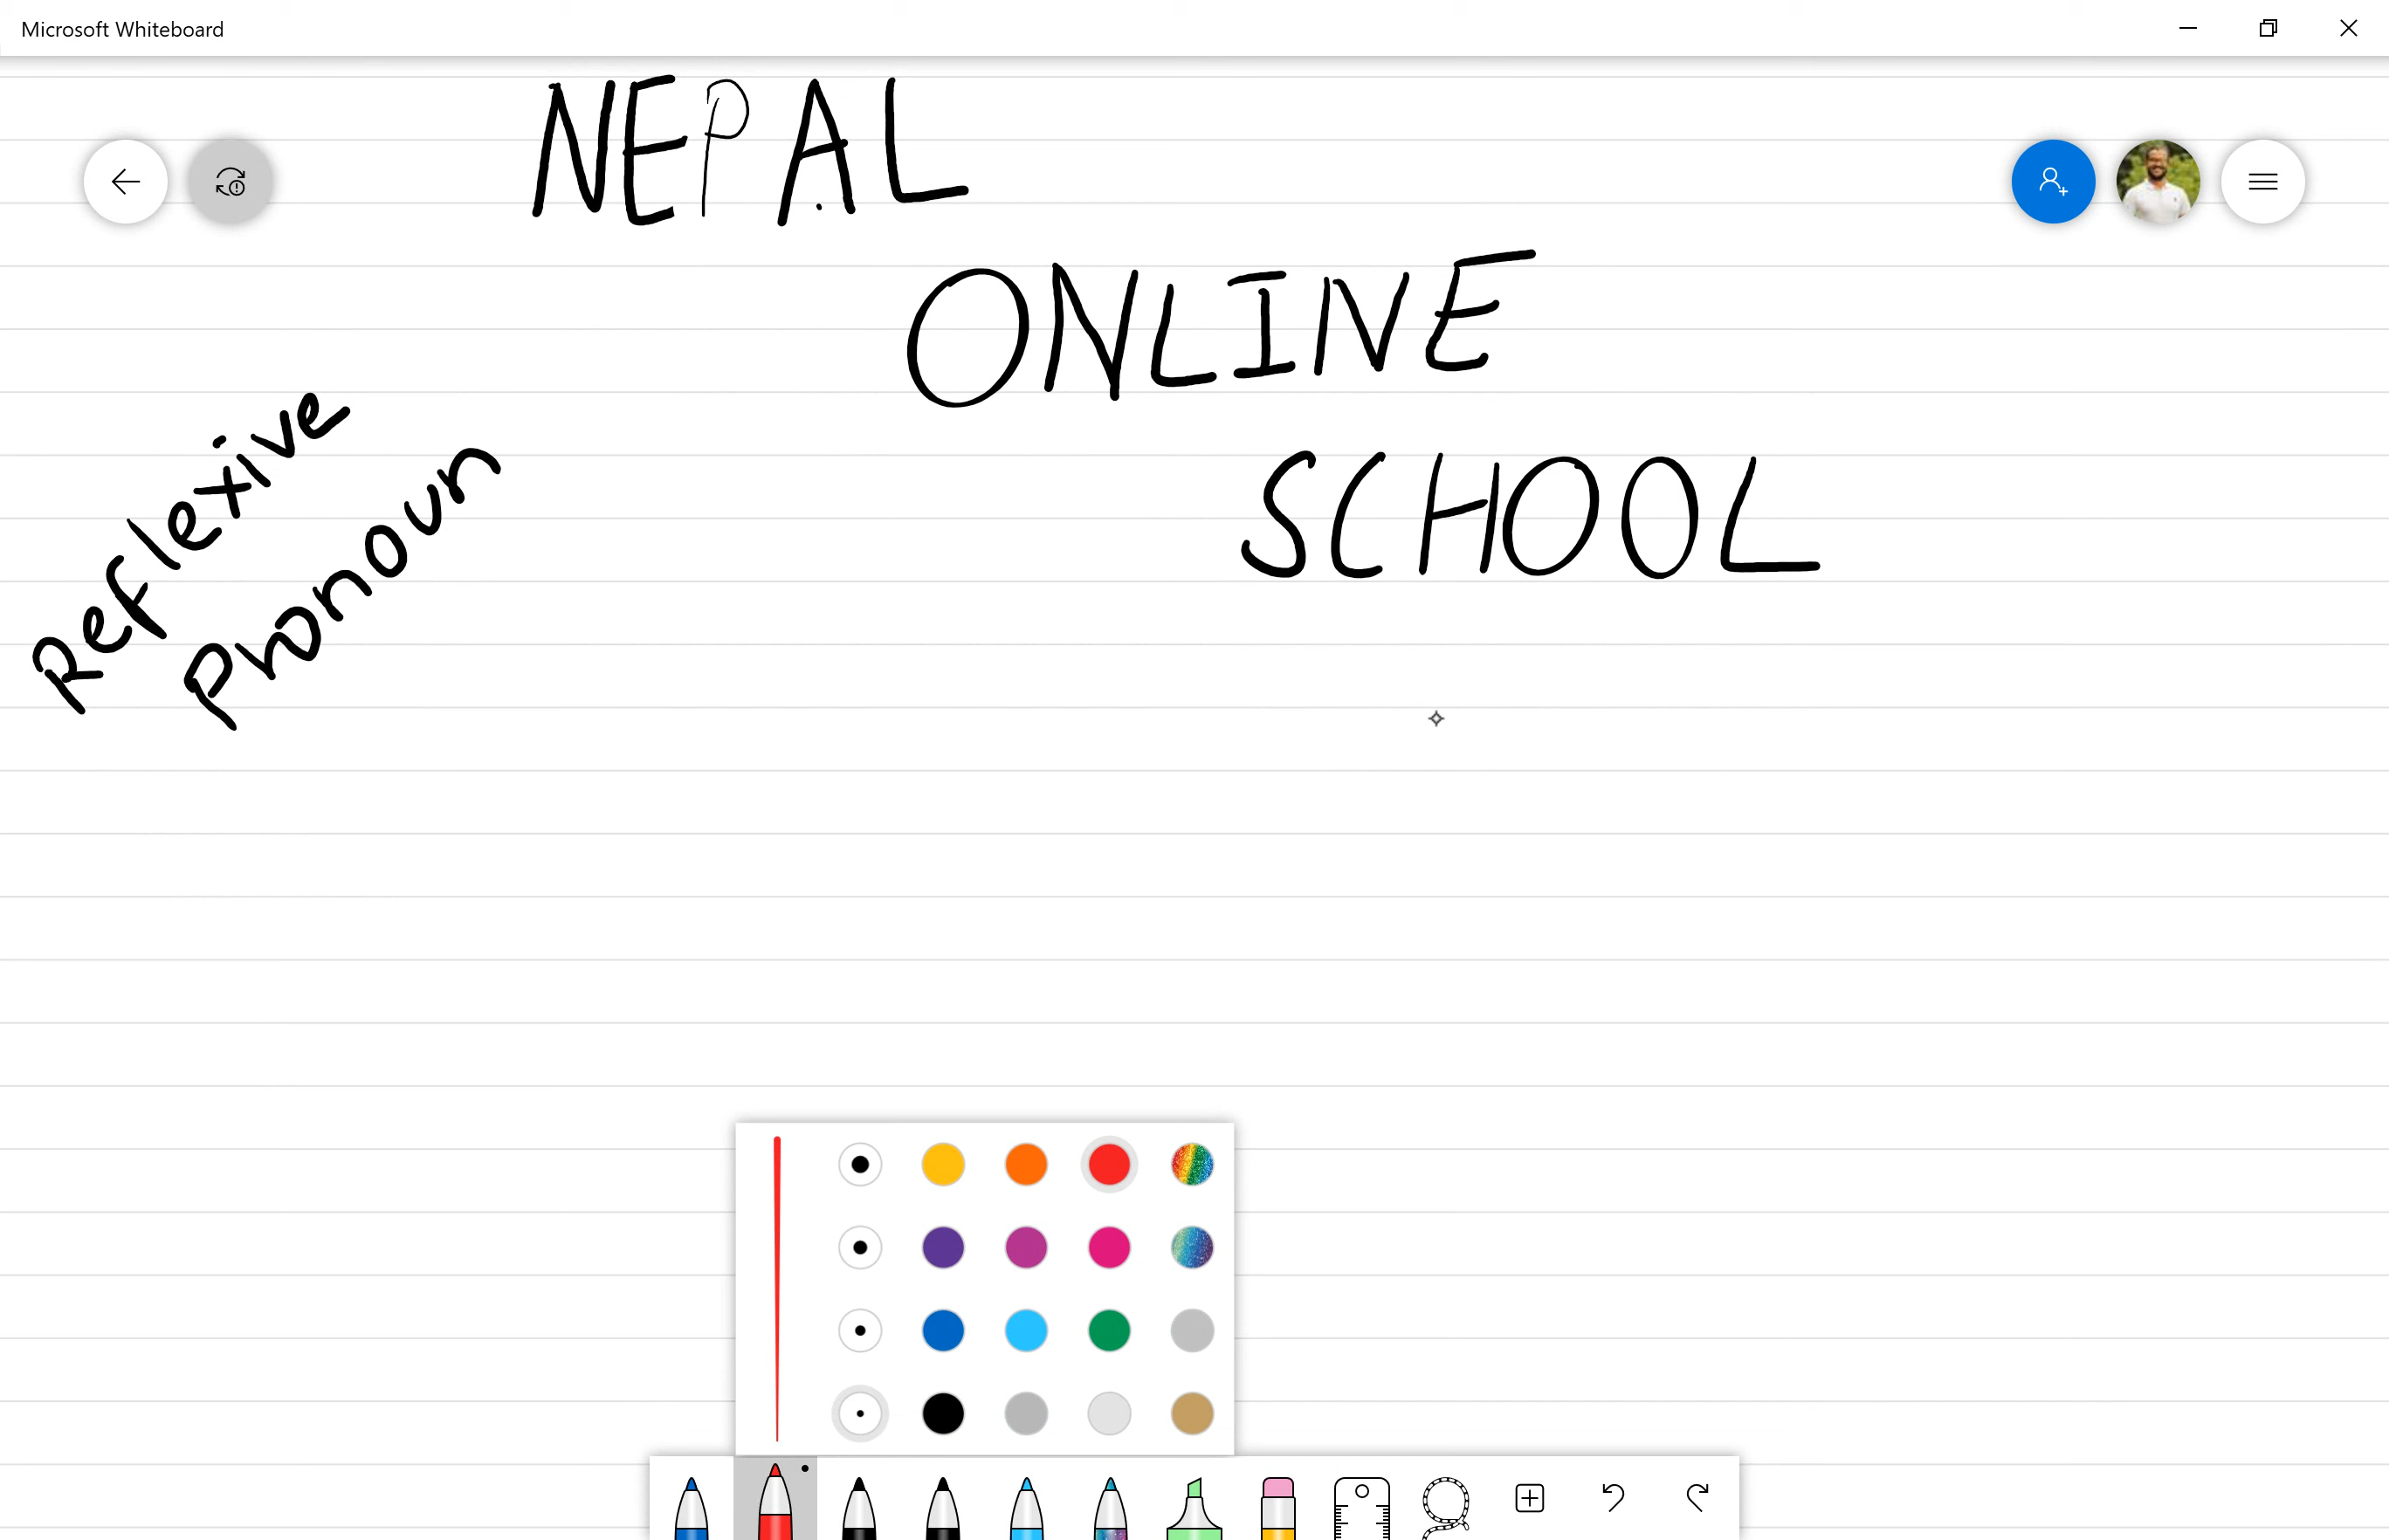 Microsoft Whiteboard
NEPAL
ONLINE
SCHOOL
Reflexive
Pronoun